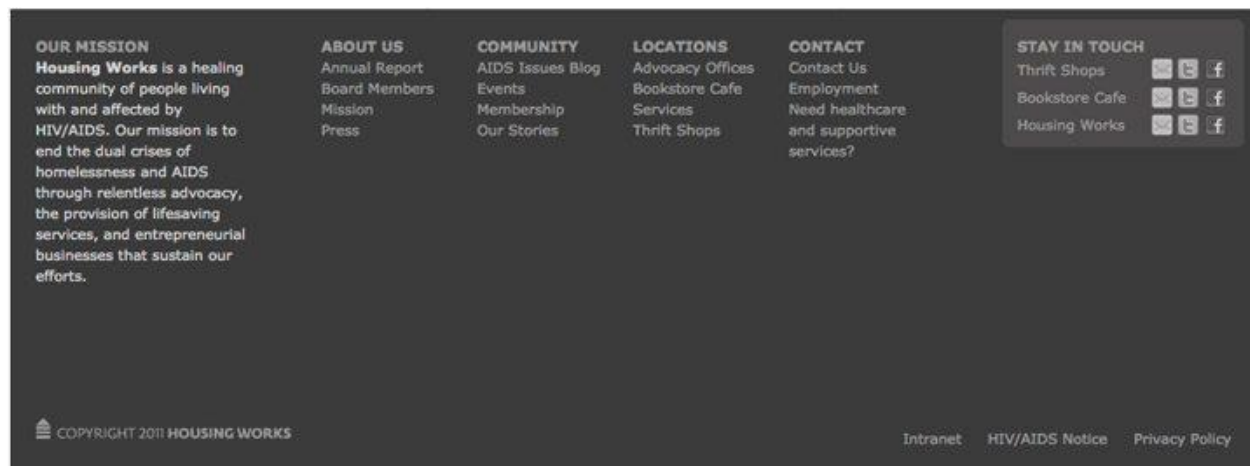 OUR MISSION
Housing Works is a healing
community of people living
with and affected by
HIV/AIDS. Our mission is to
end the dual crises of
homelessness and AIDS
through relentless advocacy,
the provision of lifesaving
services, and entrepreneurial
businesses that sustain our
efforts.
ABOUT US
Annual Report
Board Members
Mission
Press
COMMUNITY
AIDS Issues Blog
Events
Membership
Our Stories
LOCATIONS
Advocacy Offices
Bookstore Cafe
Services
Thrift Shops
CONTACT
Contact Us
Employment
Need healthcare
and supportive
services?
STAY IN TOUCH
Thrift Shops
Bookstore Cafe
Housing Works
COPYRIGHT 2011 HOUSING WORKS
Intranet HIV/AIDS Notice Privacy Policy